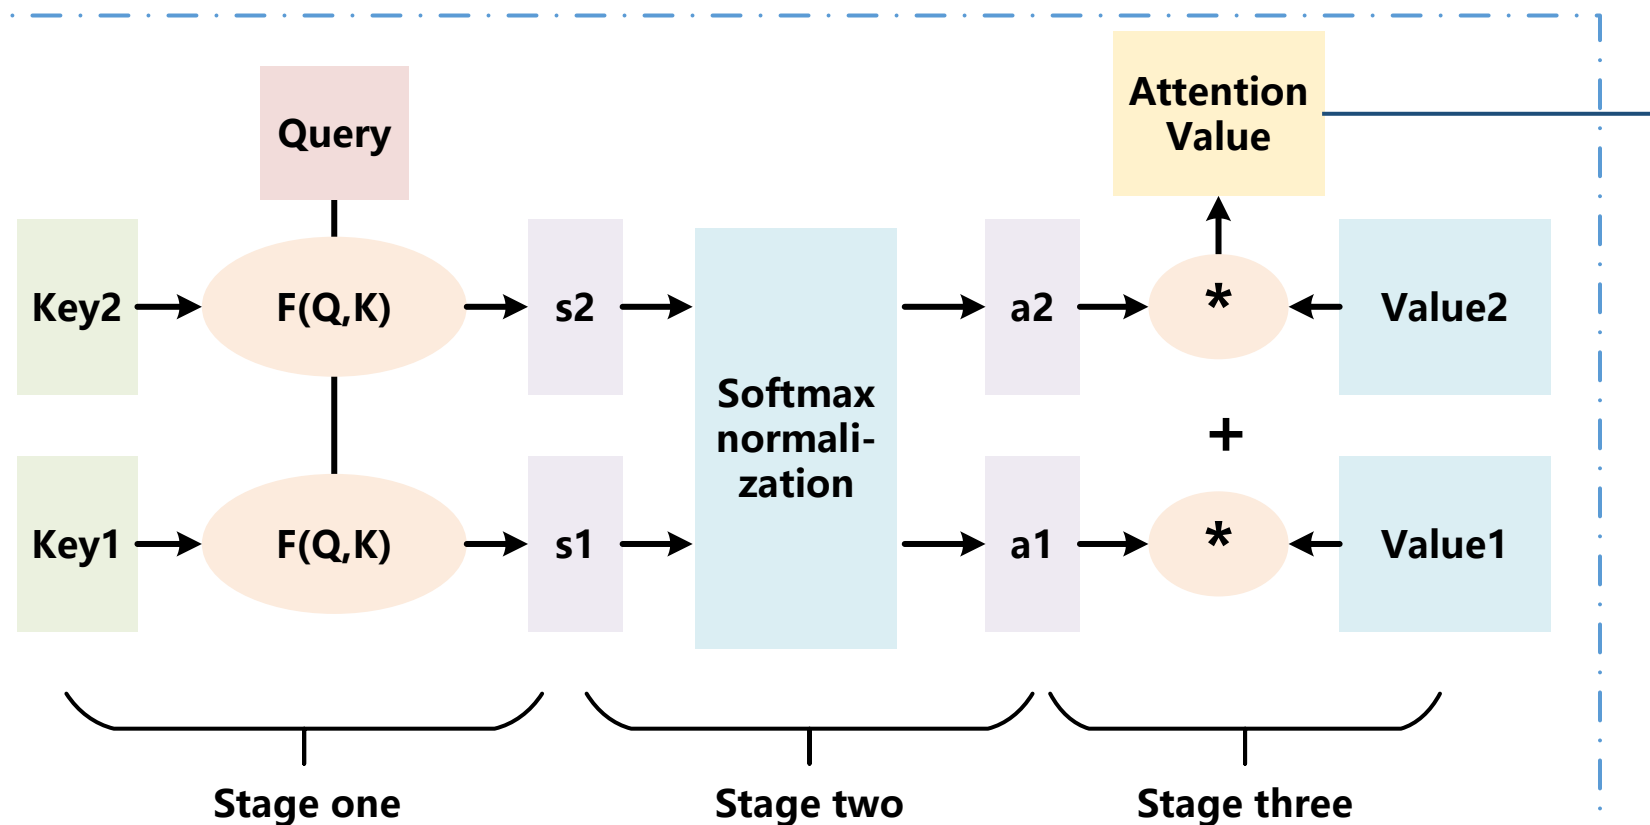 Query
Attention
Value
Key2
F(Q,K)
s2
a2
*
Value2
Softmax
normali-
zation
+
Key1
F(Q,K)
s1
a1
*
Value1
Stage one
Stage two
Stage three